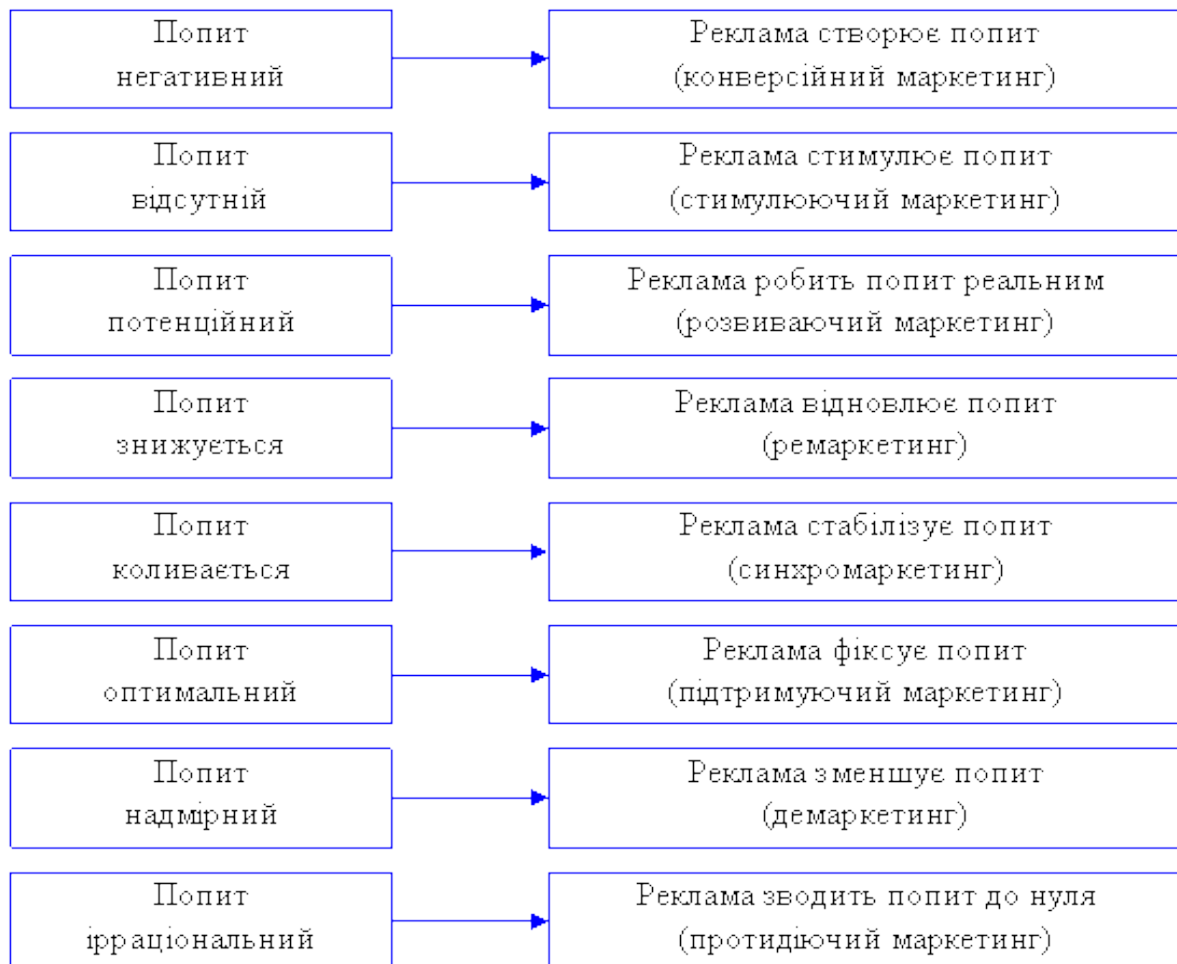 Попит
негативний
Реклама створює попит
(конверсійний маркетинг)
Попит
відсутній
Реклама стимулює попит
(стимулюючий маркетинг)
Попит
потенційний
Реклама робить попит реальним
(розвиваючий маркетинг)
Попит
знижується
Реклама відновлює попит
(ремаркетинг)
Попит
коливається
Реклама стабілізує попит
(синхромаркетинг)
Попит
оптимальний
Реклама фіксує попит
(підтримуючий маркетинг)
Попит
надмірний
Реклама зменшує попит
(демаркетинг)
Попит
ірраціональний
Реклама зводить попит до нуля
(протидіючий маркетинг)